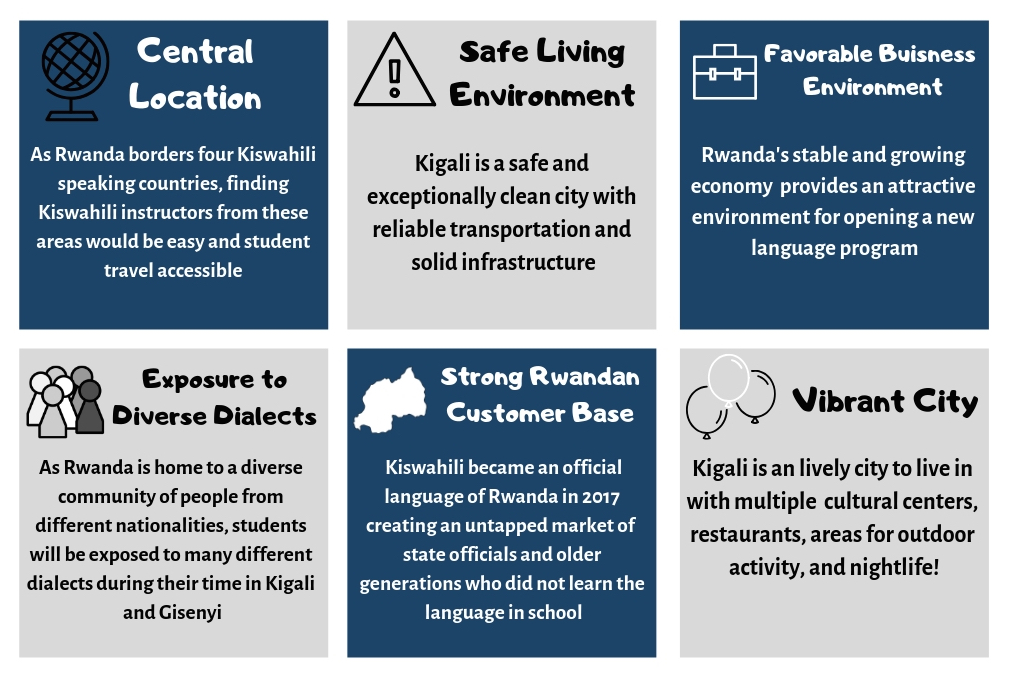 Central
Location
As Rwanda borders four Kiswahili
speaking countries, finding
Kiswahili instructors from these
areas would be easy and student
travel accessible
Safe Living
Environment
Kigali is a safe and
exceptionally clean city with
reliable transportation and
solid infrastructure
Favorable Buisness
Environment
Rwanda's stable and growing
economy provides an attractive
environment for opening a new
language program
Exposure to
Diverse Dialects
As Rwanda is home to a diverse
community of people from
different nationalities, students
will be exposed to many different
dialects during their time in Kigali
and Gisenyi
Strong Rwandan
Customer Base
Kiswahili became an official
language of Rwanda in 2017
creating an untapped market of
state officials and older
generations who did not learn the
language in school
Vibrant City
Kigali is an lively city to live in
with multiple cultural centers,
restaurants, areas for outdoor
activity, and nightlife!